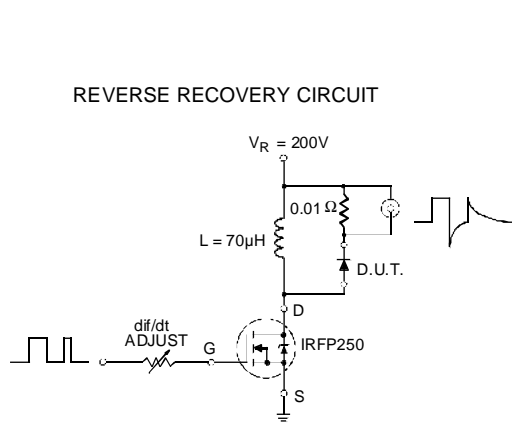 REVERSE RECOVERY CIRCUIT
V_R = 200V
0.01 Ω
L = 70μH
D.U.T.
D
dif/dt
ADJUST
G
IRFP250
S